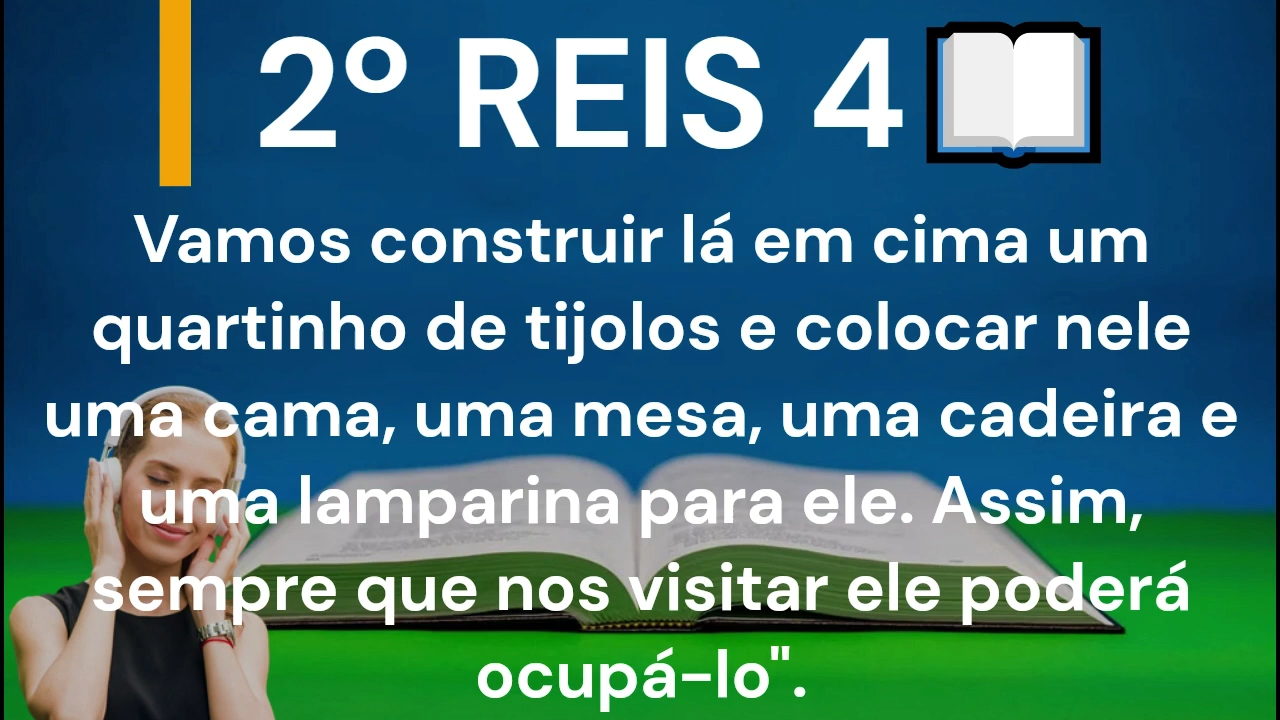 2º REIS 4
Vamos construir lá em cima um
quartinho de tijolos e colocar nele
uma cama, uma mesa, uma cadeira e
uma lamparina para ele. Assim,
sempre que nos visitar ele poderá
ocupá-lo".